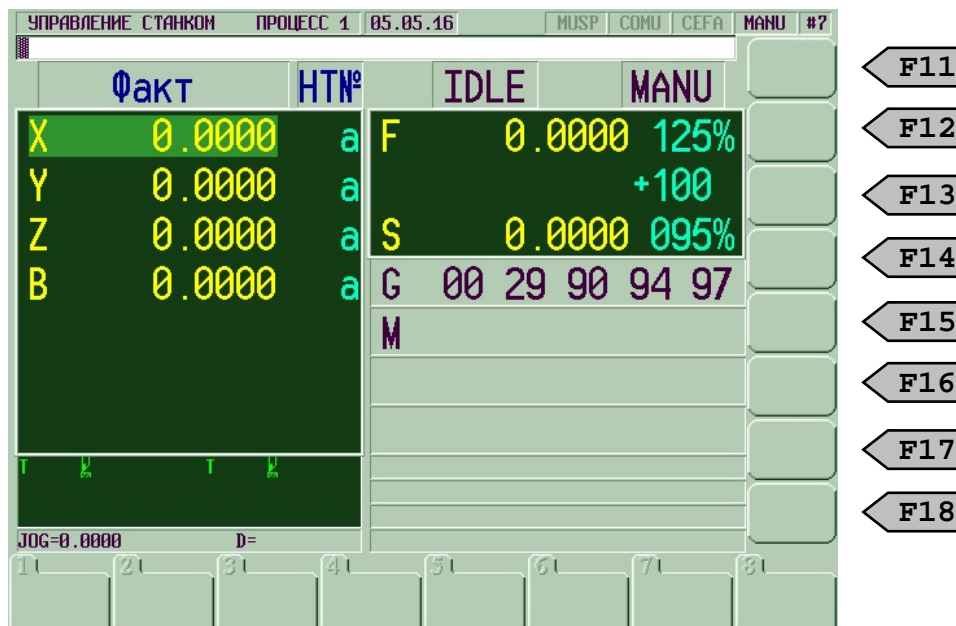 УПРАВЛЕНИЕ СТАНКОМ ПРОЦЕСС 1 05.05.16 MUSP COMU CEFA MANU #7
Факт НТ№ IDLE MANU
X 0.0000 а F 0.0000 125%
Y 0.0000 а +100
Z 0.0000 а S 0.0000 095%
B 0.0000 а G 00 29 90 94 97
M
T T
JOG=0.0000 D=
1 2 3 4 5 6 7 8
F11
F12
F13
F14
F15
F16
F17
F18